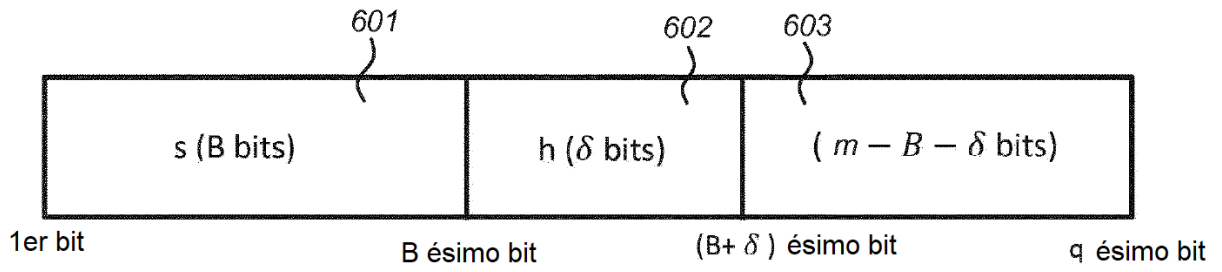 601 602 603
s (B bits) h (δ bits) ( m − B − δ bits)
1er bit B ésimo bit (B+ δ ) ésimo bit q ésimo bit